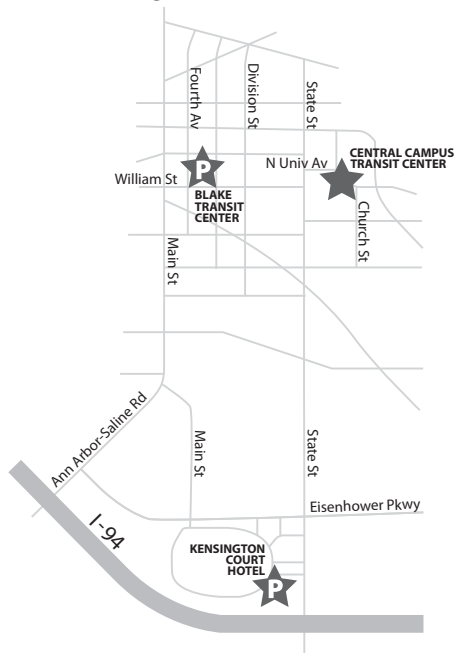 Fourth Av
Division St
State St
CENTRAL CAMPUS
TRANSIT CENTER
P
N Univ Av
William St
BLAKE
TRANSIT
CENTER
Church St
Main St
Ann Arbor-Saline Rd
Main St
State St
Eisenhower Pkwy
I-94
KENSINGTON
COURT
HOTEL
P